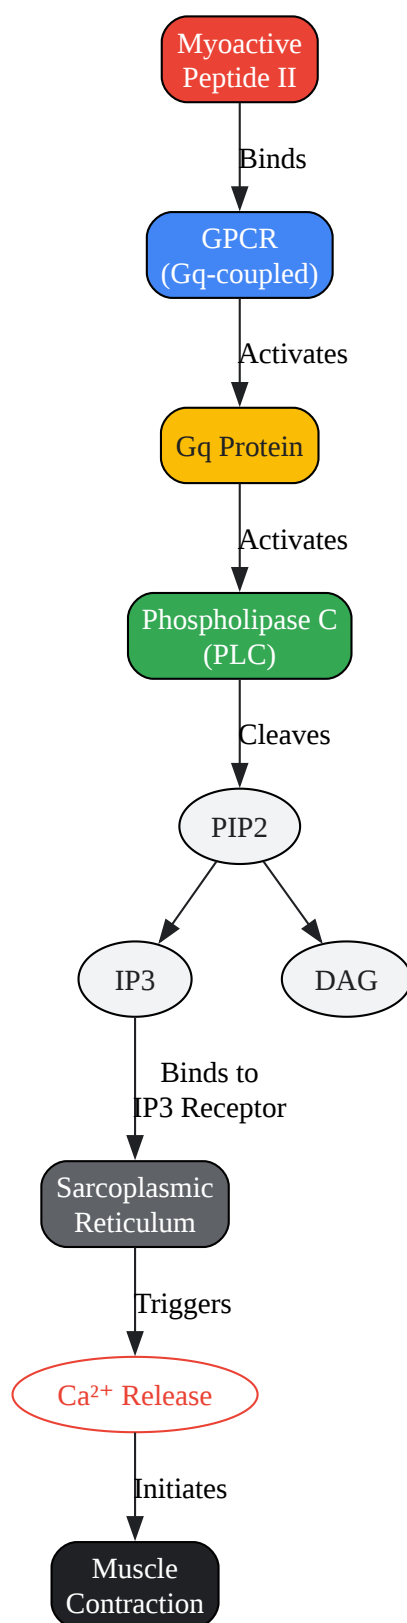 Myoactive
Peptide II
Binds
GPCR
(Gq-coupled)
Activates
Gq Protein
Activates
Phospholipase C
(PLC)
Cleaves
PIP2
IP3
DAG
Binds to
IP3 Receptor
Sarcoplasmic
Reticulum
Triggers
Ca²⁺ Release
Initiates
Muscle
Contraction